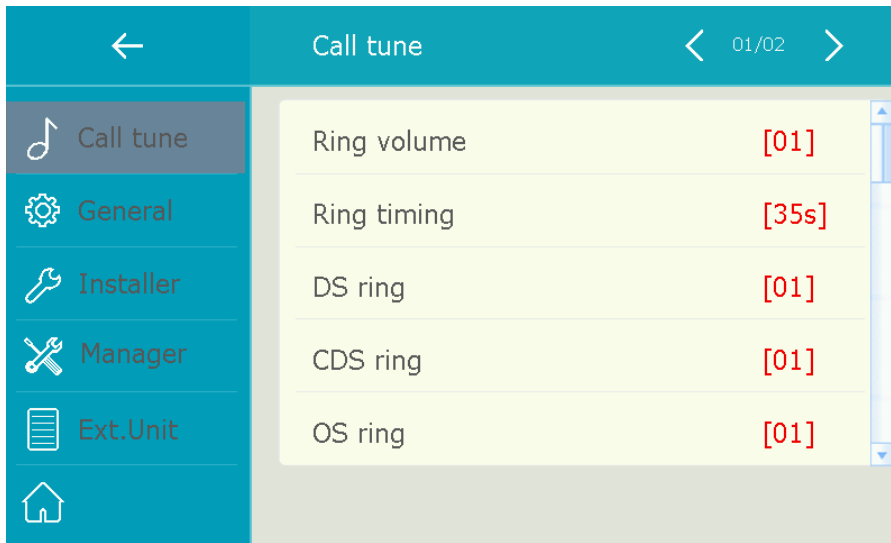 Call tune
01/02
Call tune
General
Installer
Manager
Ext.Unit
Ring volume [01]
Ring timing [35s]
DS ring [01]
CDS ring [01]
OS ring [01]